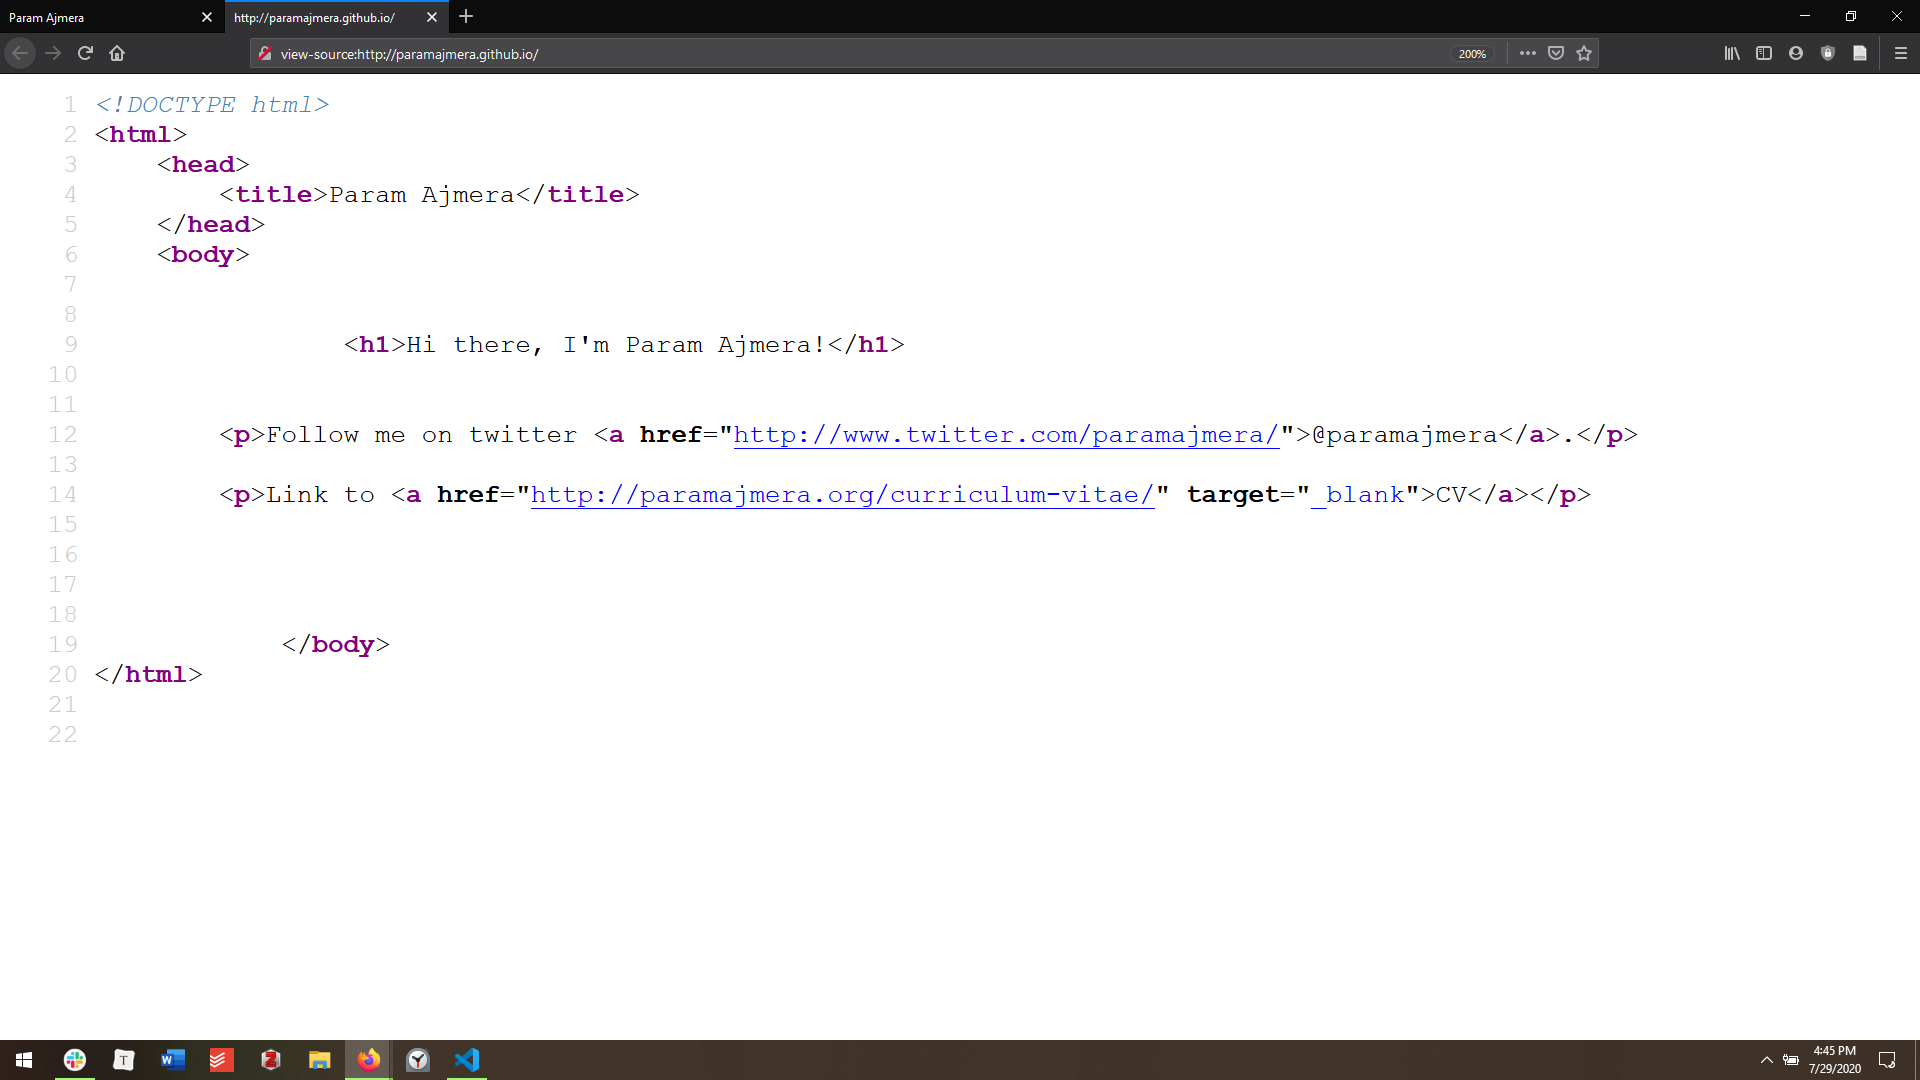 Param Ajmera
http://paramajmera.github.io/
view-source:http://paramajmera.github.io/
200%
1 <!DOCTYPE html>
2 <html>
3     <head>
4         <title>Param Ajmera</title>
5     </head>
6     <body>
7
8
9                 <h1>Hi there, I'm Param Ajmera!</h1>
10
11
12         <p>Follow me on twitter <a href="http://www.twitter.com/paramajmera/">@paramajmera</a>.</p>
13
14         <p>Link to <a href="http://paramajmera.org/curriculum-vitae/" target="_blank">CV</a></p>
15
16
17
18
19             </body>
20 </html>
21
22
T
W
Z
4:45 PM
7/29/2020